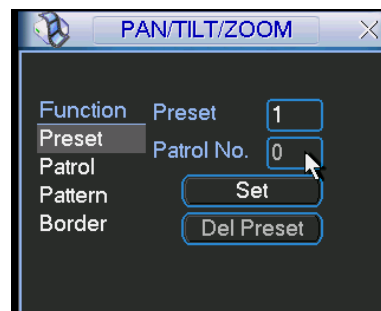 PAN/TILT/ZOOM
Function
Preset
Patrol
Pattern
Border
Preset 1
Patrol No. 0
Set
Del Preset